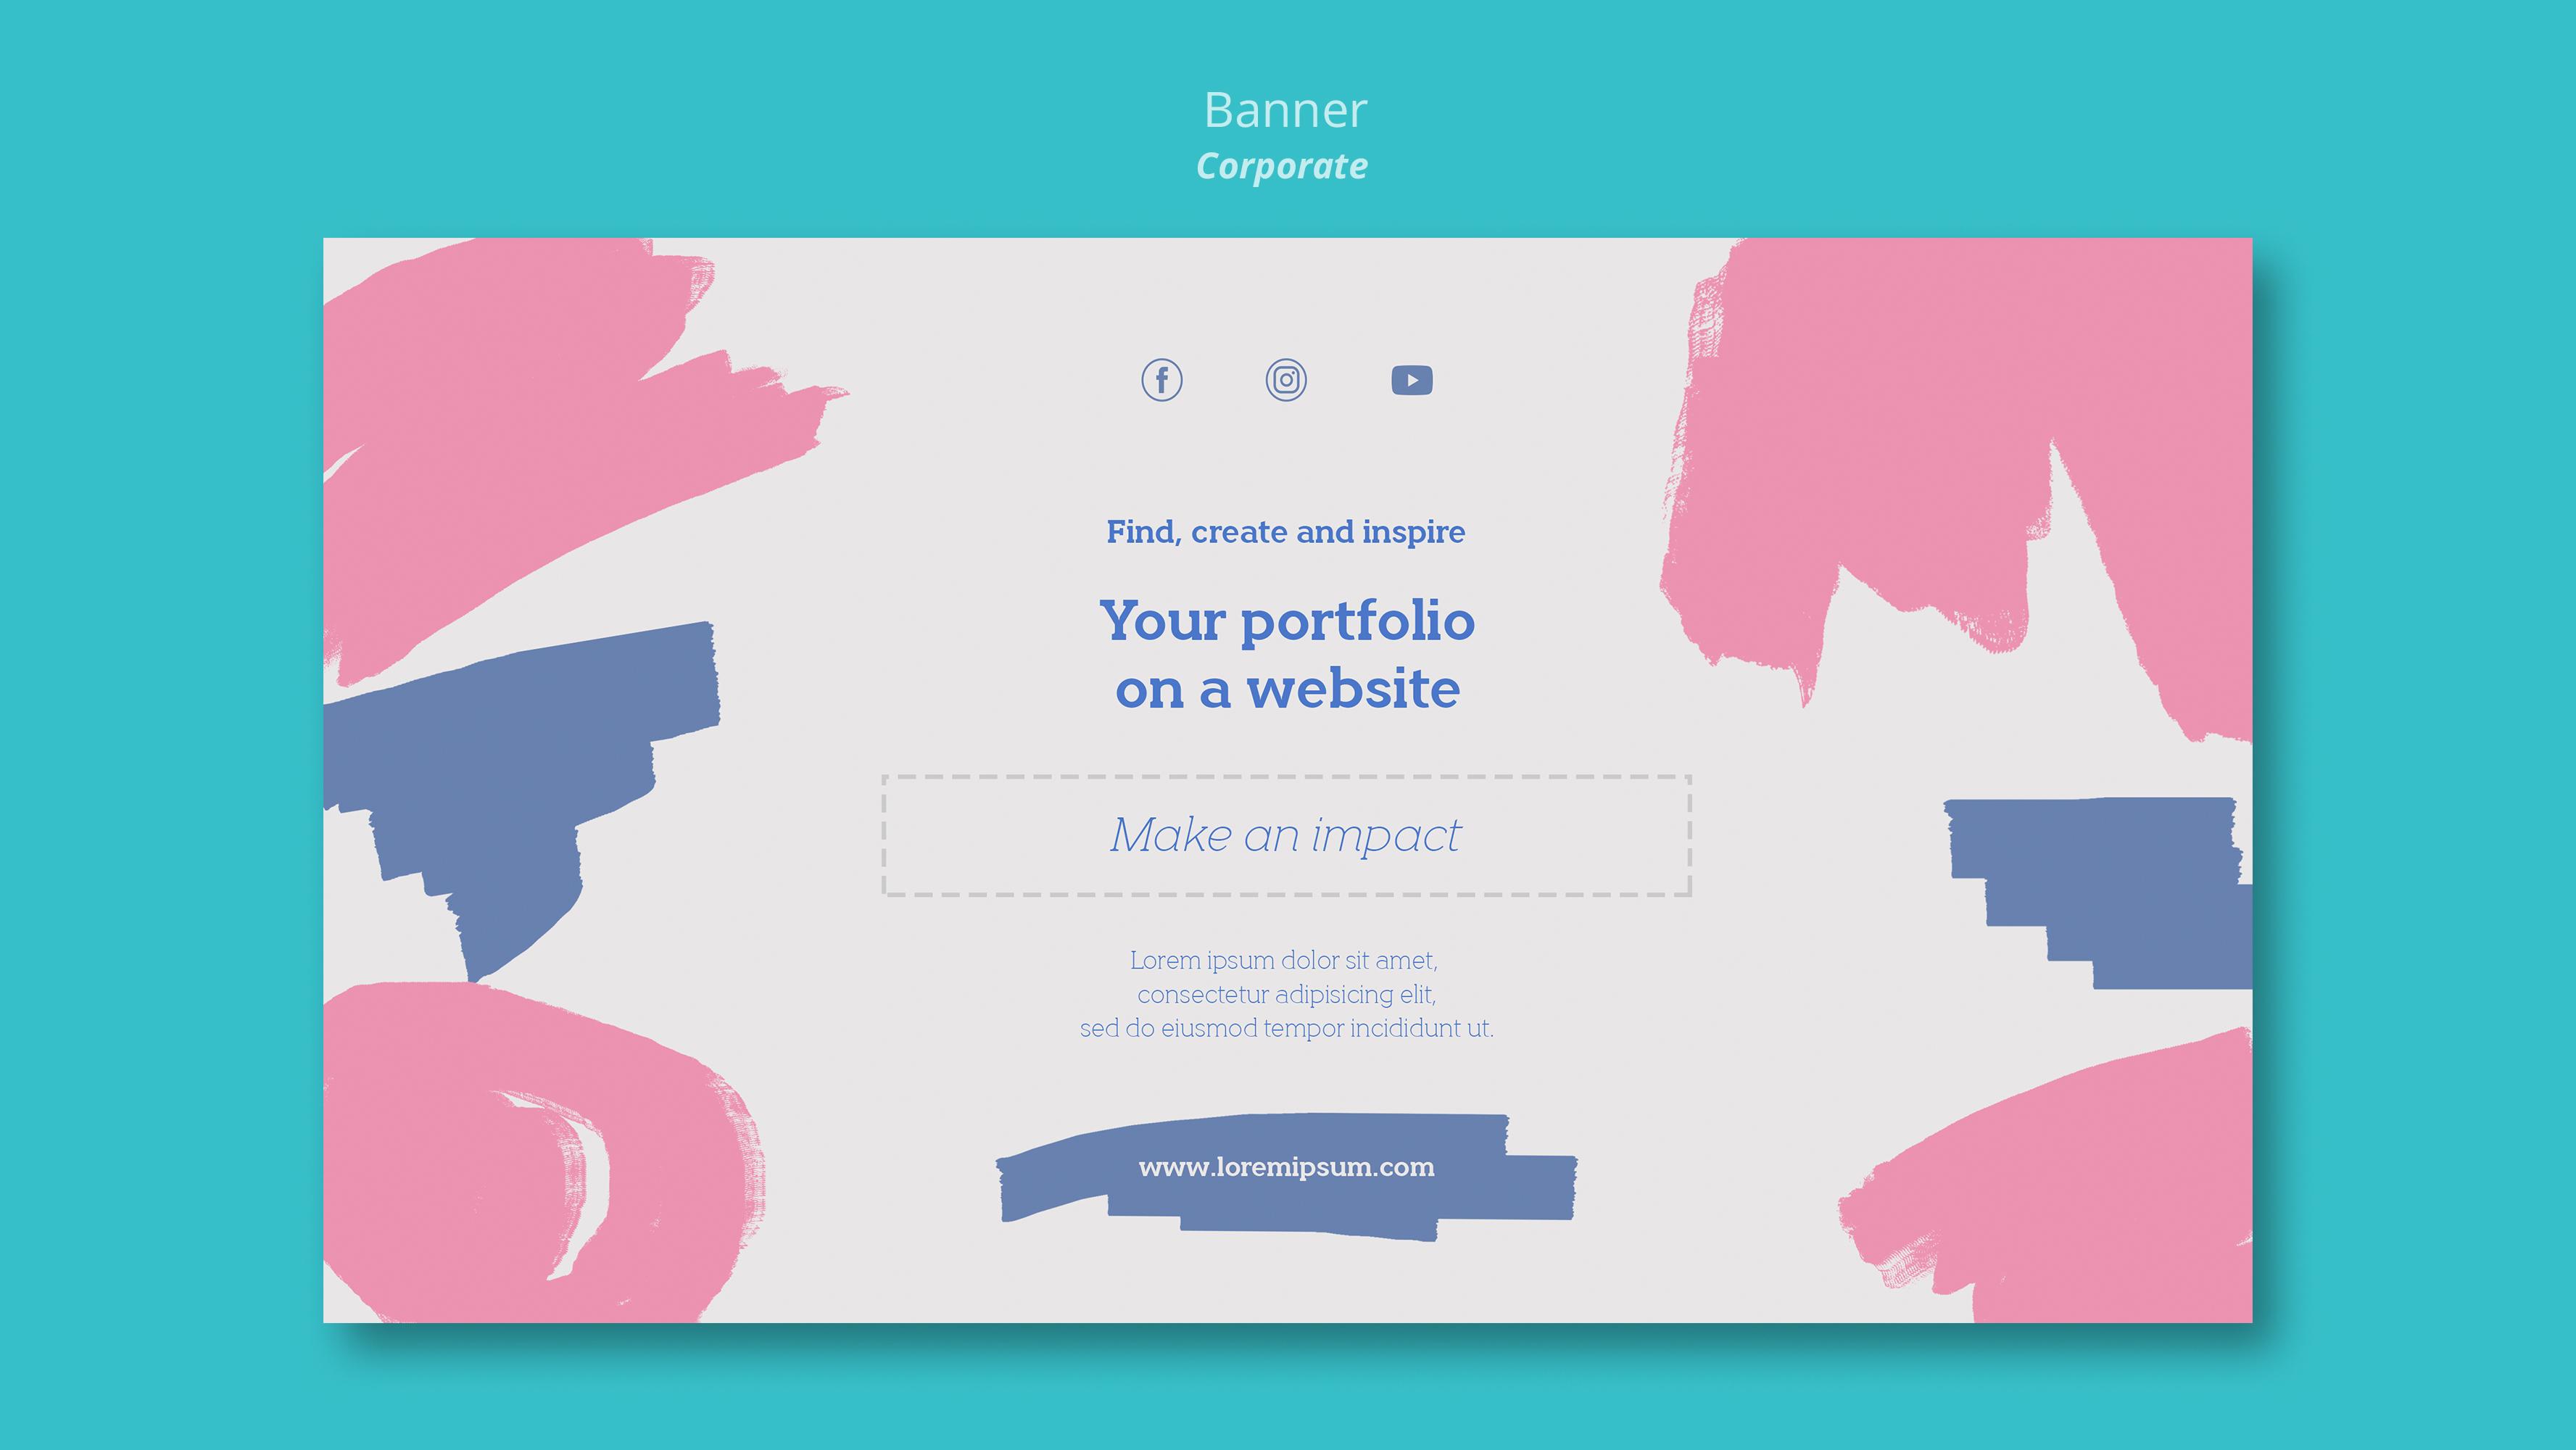 Banner
Corporate
Find, create and inspire
Your portfolio
on a website
Make an impact
Lorem ipsum dolor sit amet,
consectetur adipisicing elit,
sed do eiusmod tempor incididunt ut.
www.loremipsum.com